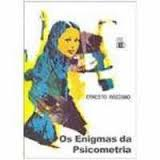 ERNESTO BOZZANO
Os Enigmas da
Psicometria